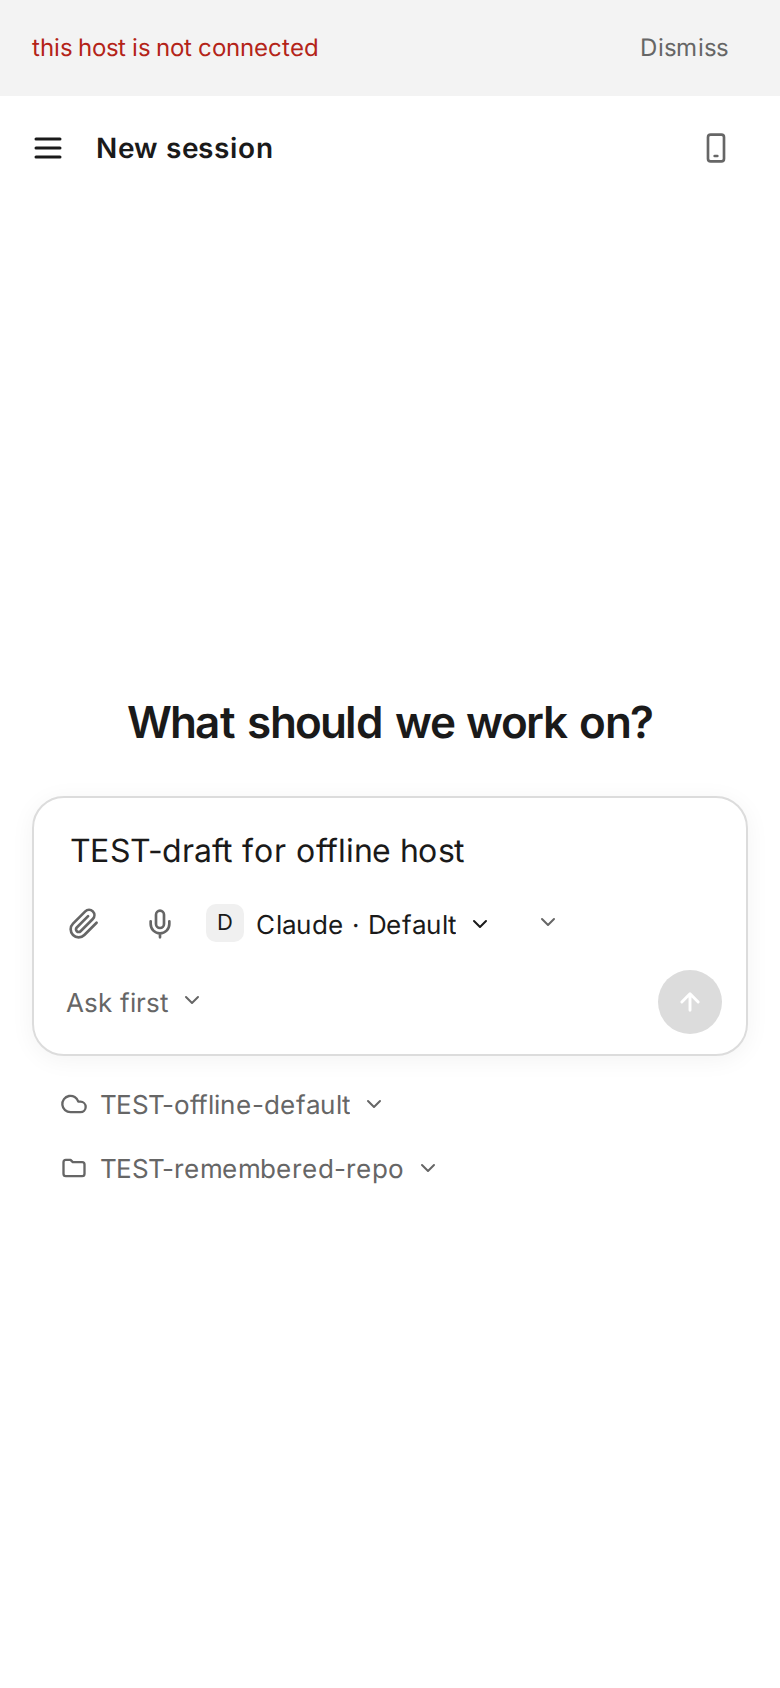 this host is not connected Dismiss
New session
What should we work on?
TEST-draft for offline host
D Claude · Default
Ask first
TEST-offline-default
TEST-remembered-repo